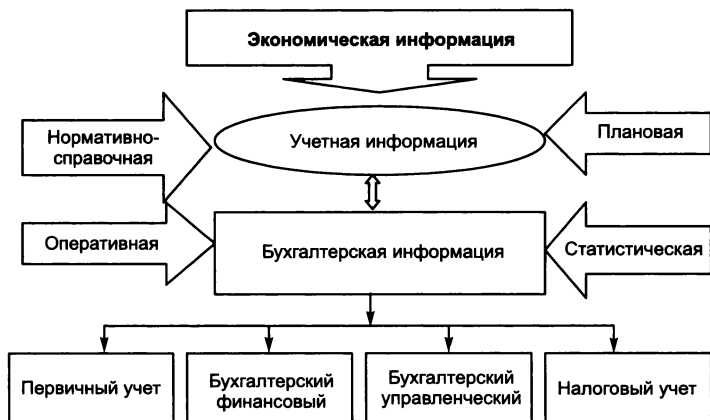 Экономическая информация
Нормативно-
справочная
Учетная информация
Плановая
Оперативная
Бухгалтерская информация
Статистическая
Первичный учет
Бухгалтерский
финансовый
Бухгалтерский
управленческий
Налоговый учет